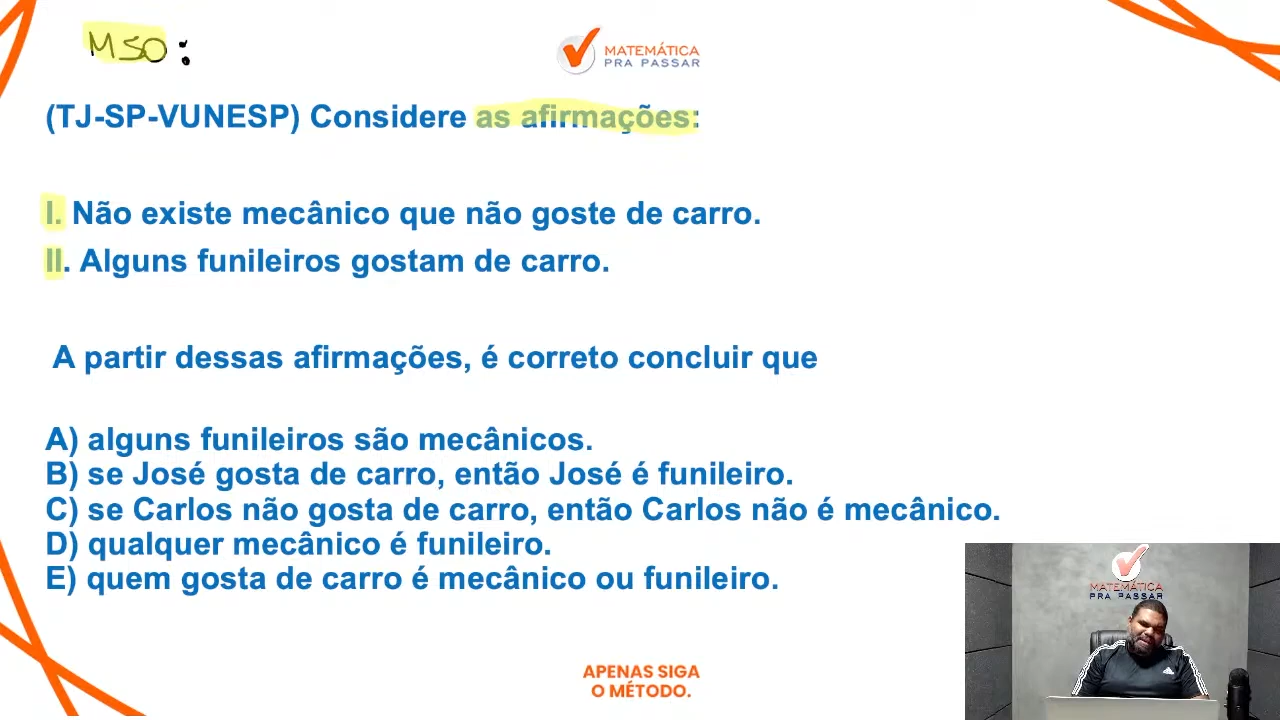 MSO:
MATEMÁTICA
PRA PASSAR
(TJ-SP-VUNESP) Considere as afirmações:
I. Não existe mecânico que não goste de carro.
II. Alguns funileiros gostam de carro.
A partir dessas afirmações, é correto concluir que
A) alguns funileiros são mecânicos.
B) se José gosta de carro, então José é funileiro.
C) se Carlos não gosta de carro, então Carlos não é mecânico.
D) qualquer mecânico é funileiro.
E) quem gosta de carro é mecânico ou funileiro.
MATEMÁTICA
PRA PASSAR
APENAS SIGA
O MÉTODO.